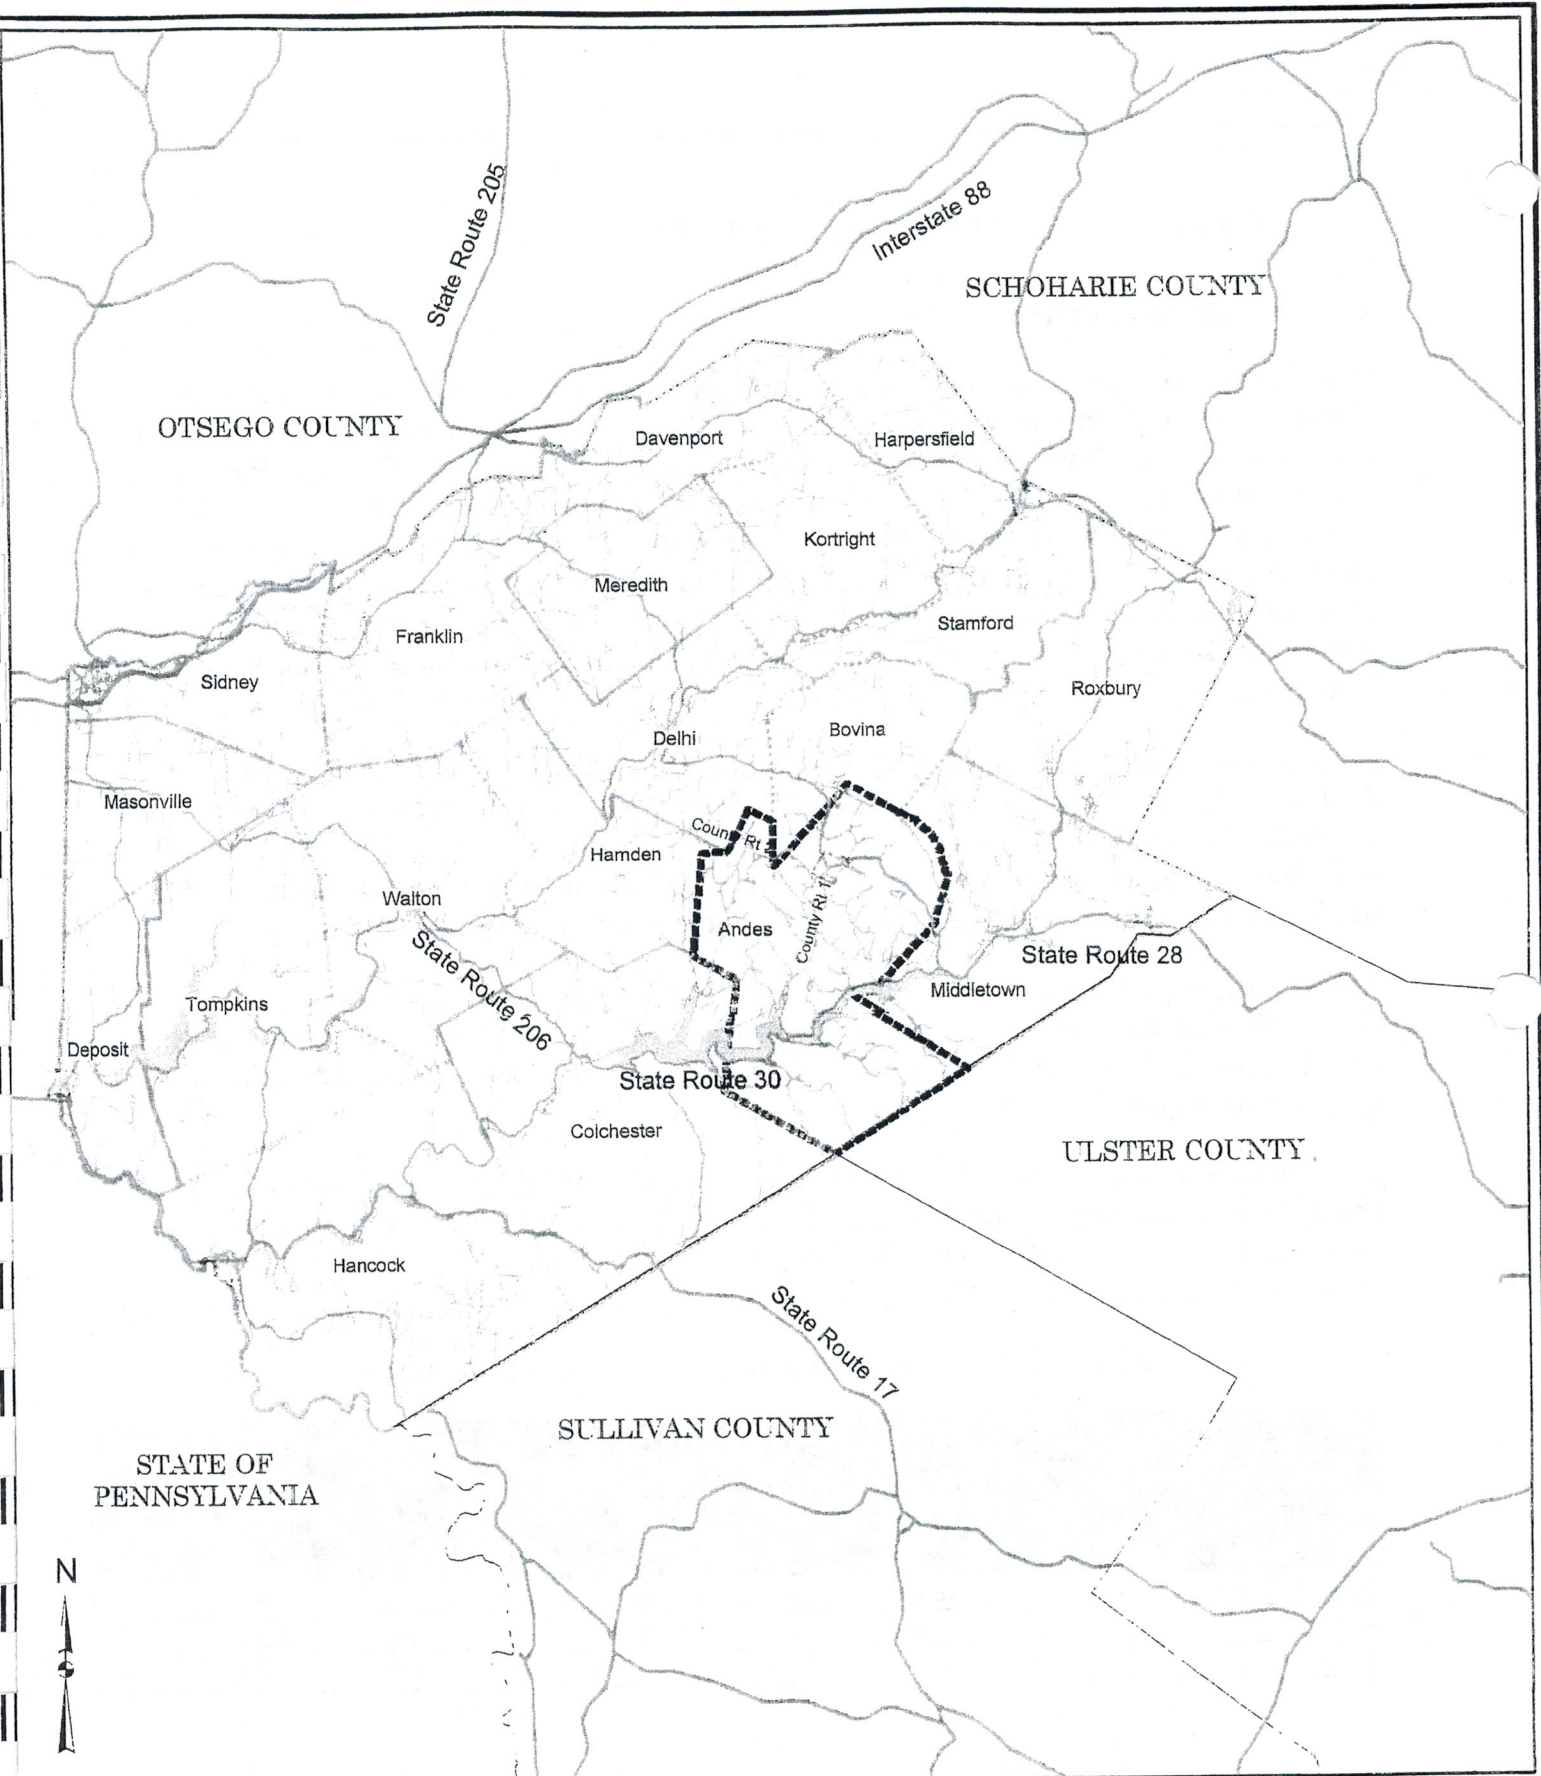 State Route 205
Interstate 88
SCHOHARIE COUNTY
OTSEGO COUNTY
Davenport
Harpersfield
Kortright
Meredith
Stamford
Franklin
Sidney
Roxbury
Bovina
Delhi
Masonville
County Rt
Hamden
Walton
County Rt 1
Andes
State Route 206
State Route 28
Middletown
Tompkins
Deposit
State Route 30
Colchester
ULSTER COUNTY
Hancock
State Route 17
SULLIVAN COUNTY
STATE OF
PENNSYLVANIA
N